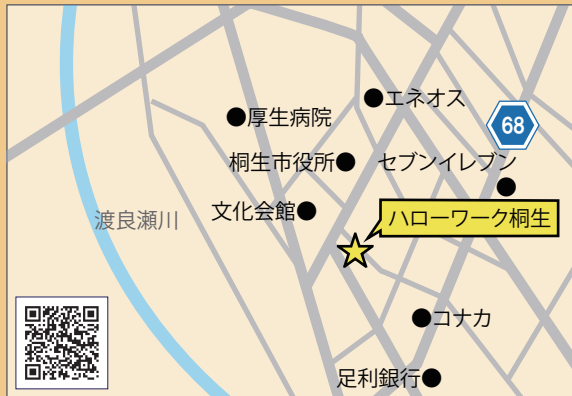 エネオス
厚生病院
68
桐生市役所
セブンイレブン
文化会館
ハローワーク桐生
渡良瀬川
コナカ
足利銀行